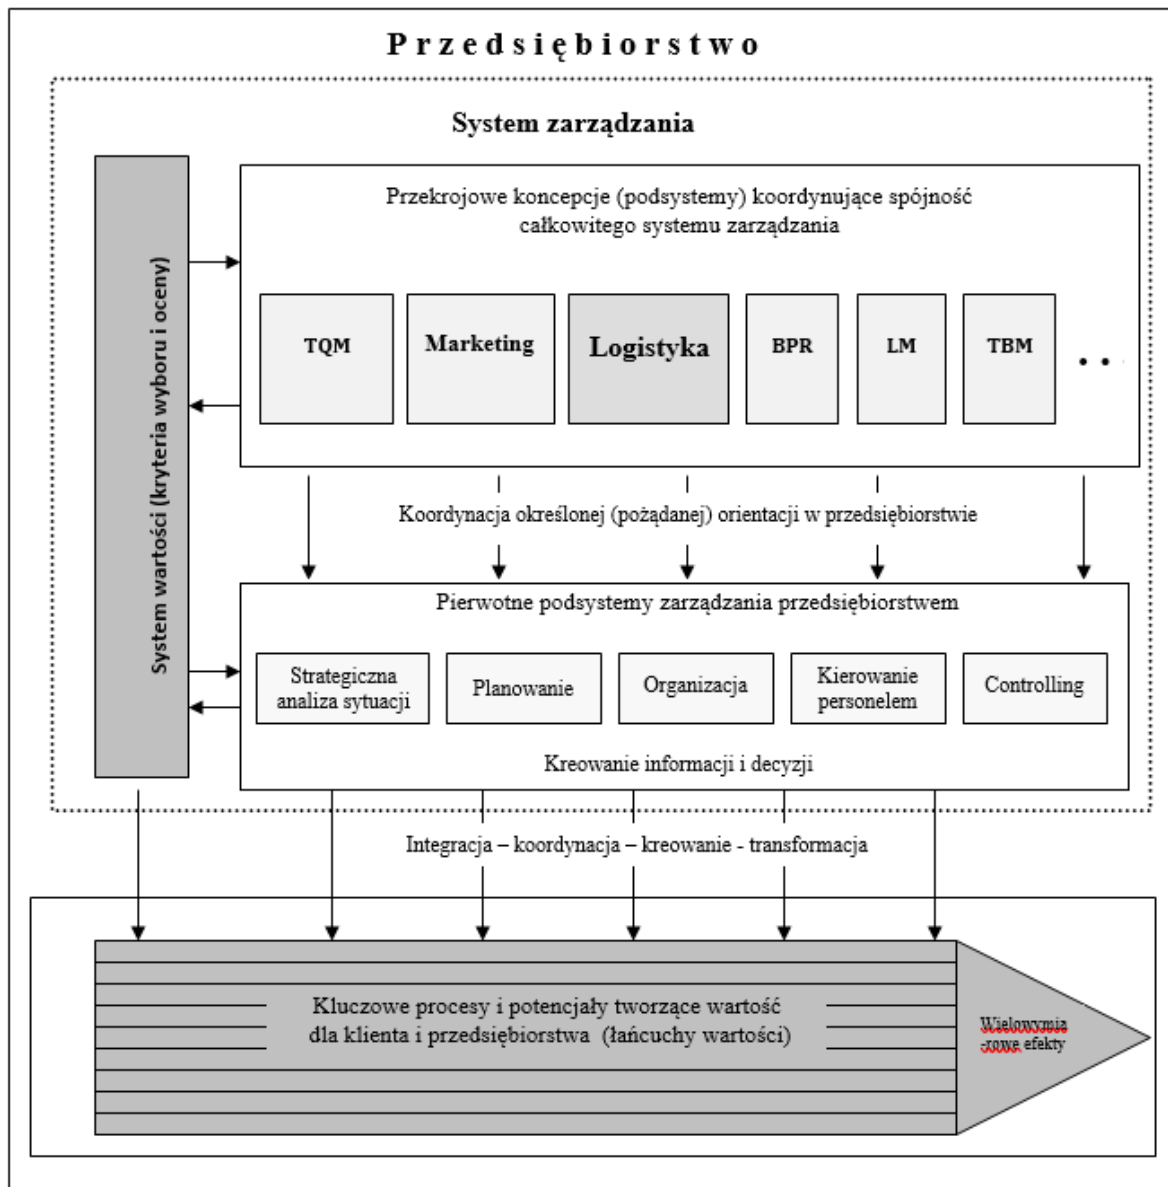 Przedsiębiorstwo
System zarządzania
System wartości (kryteria wyboru i oceny)
Przekrojowe koncepcje (podsystemy) koordynujące spójność
całkowitego systemu zarządzania
TQM
Marketing
Logistyka
BPR
LM
TBM
. .
Koordynacja określonej (pożądanej) orientacji w przedsiębiorstwie
Pierwotne podsystemy zarządzania przedsiębiorstwem
Strategiczna
analiza sytuacji
Planowanie
Organizacja
Kierowanie
personelem
Controlling
Kreowanie informacji i decyzji
Integracja – koordynacja – kreowanie - transformacja
Kluczowe procesy i potencjały tworzące wartość
dla klienta i przedsiębiorstwa (łańcuchy wartości)
Wielowymia
-rowe efekty